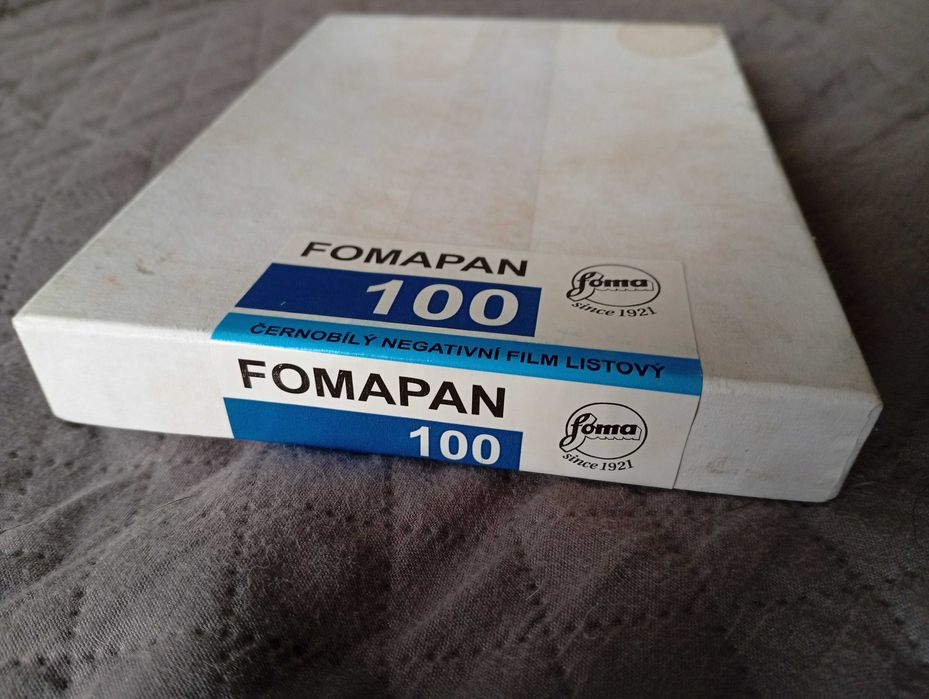 FOMAPAN
100
foma
since 1921
ČERNOBÍLÝ NEGATIVNÍ FILM LISTOVÝ
FOMAPAN
100
foma
since 1921